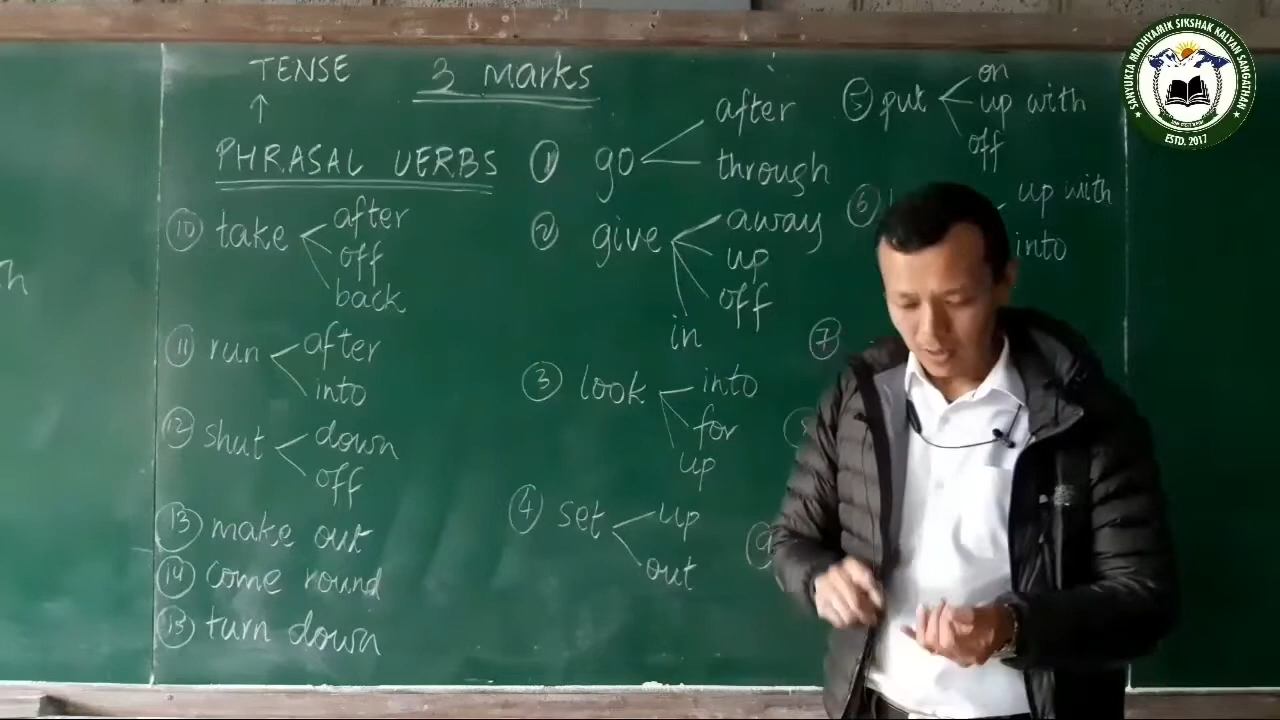 TENSE
↑
PHRASAL VERBS
3 marks
⑩ take after
off
back
⑪ run after
into
⑫ shut down
off
⑬ make out
⑭ come round
⑮ turn down
① go after
through
② give away
up
off
in
③ look into
for
up
④ set up
out
⑤ put on
up with
off
⑥
up with
into
⑦
⑨
SANYUKTA MADHYAMIK SIKSHAK KALYAN SANGATHAN
ESTD. 2017